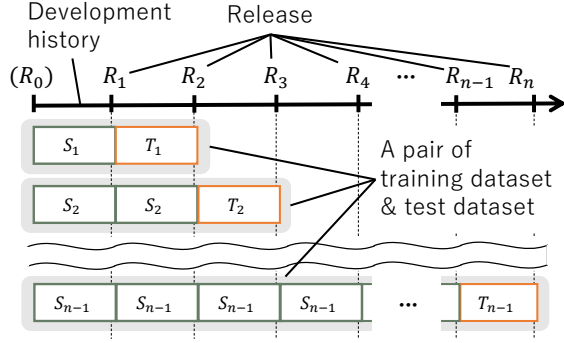 Development
history
Release
(R₀) R₁ R₂ R₃ R₄ ··· Rₙ₋₁ Rₙ
S₁ T₁
A pair of
training dataset
& test dataset
S₂ S₂ T₂
Sₙ₋₁ Sₙ₋₁ Sₙ₋₁ Sₙ₋₁ ··· Tₙ₋₁